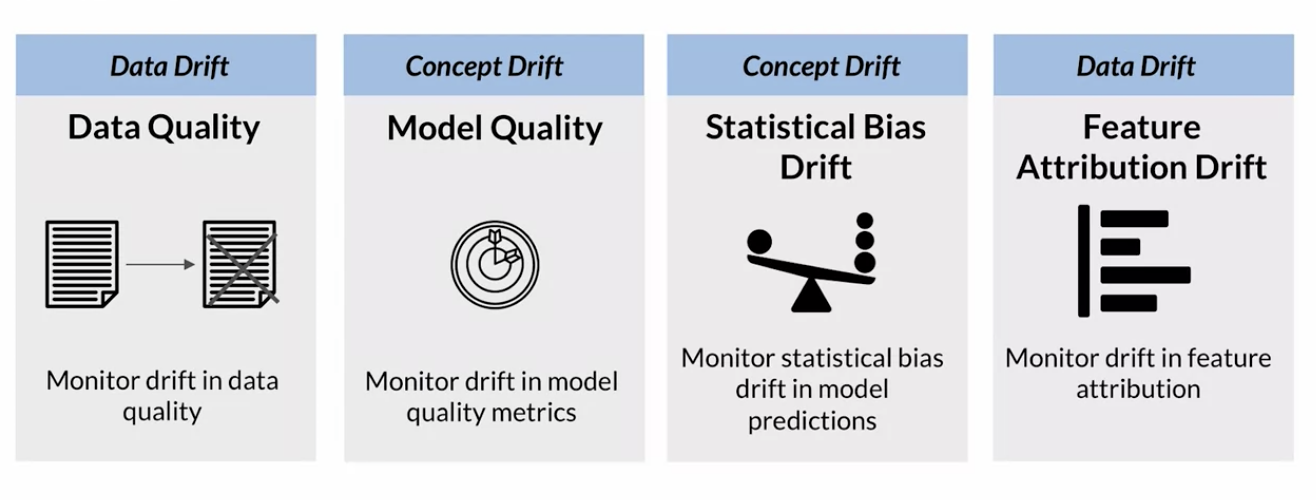 Data Drift
Data Quality
Monitor drift in data
quality
Concept Drift
Model Quality
Monitor drift in model
quality metrics
Concept Drift
Statistical Bias
Drift
Monitor statistical bias
drift in model
predictions
Data Drift
Feature
Attribution Drift
Monitor drift in feature
attribution